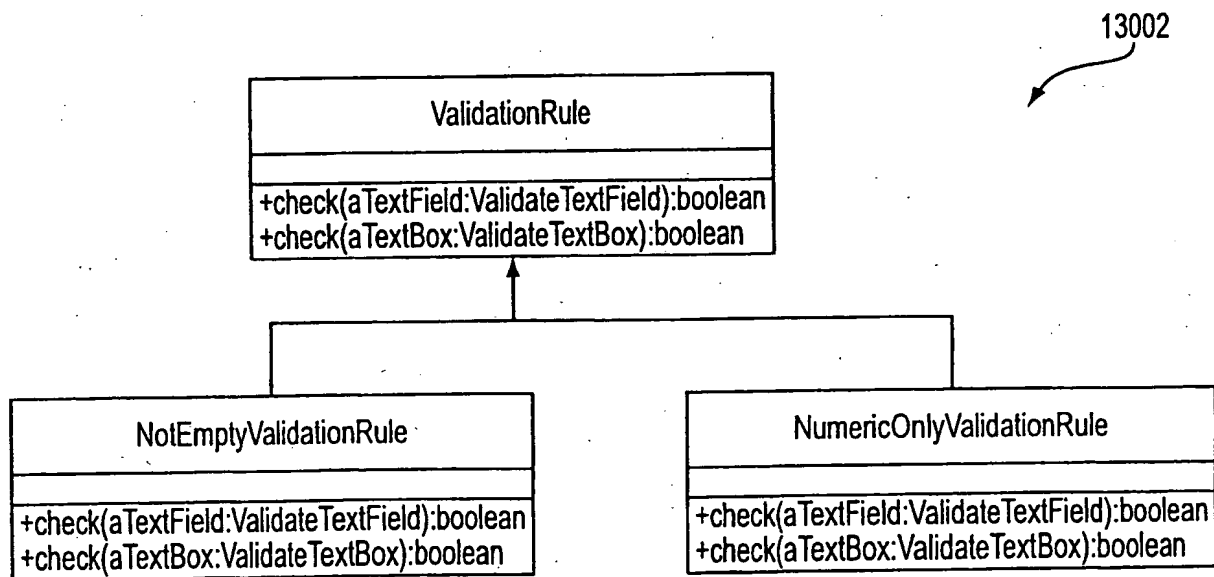 13002
ValidationRule
+check(aTextField:ValidateTextField):boolean
+check(aTextBox:ValidateTextBox):boolean
NotEmptyValidationRule
+check(aTextField:ValidateTextField):boolean
+check(aTextBox:ValidateTextBox):boolean
NumericOnlyValidationRule
+check(aTextField:ValidateTextField):boolean
+check(aTextBox:ValidateTextBox):boolean